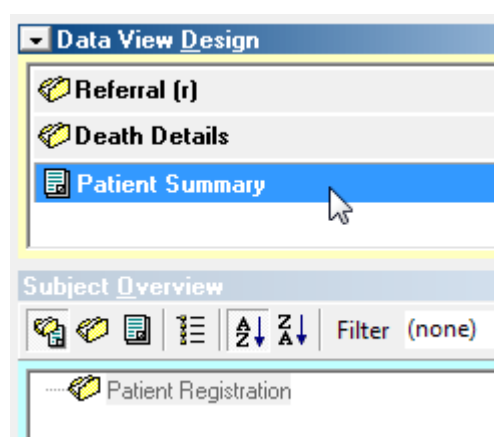 Data View Design
Referral (r)
Death Details
Patient Summary
Subject Overview
A Z Z A Filter (none)
Patient Registration